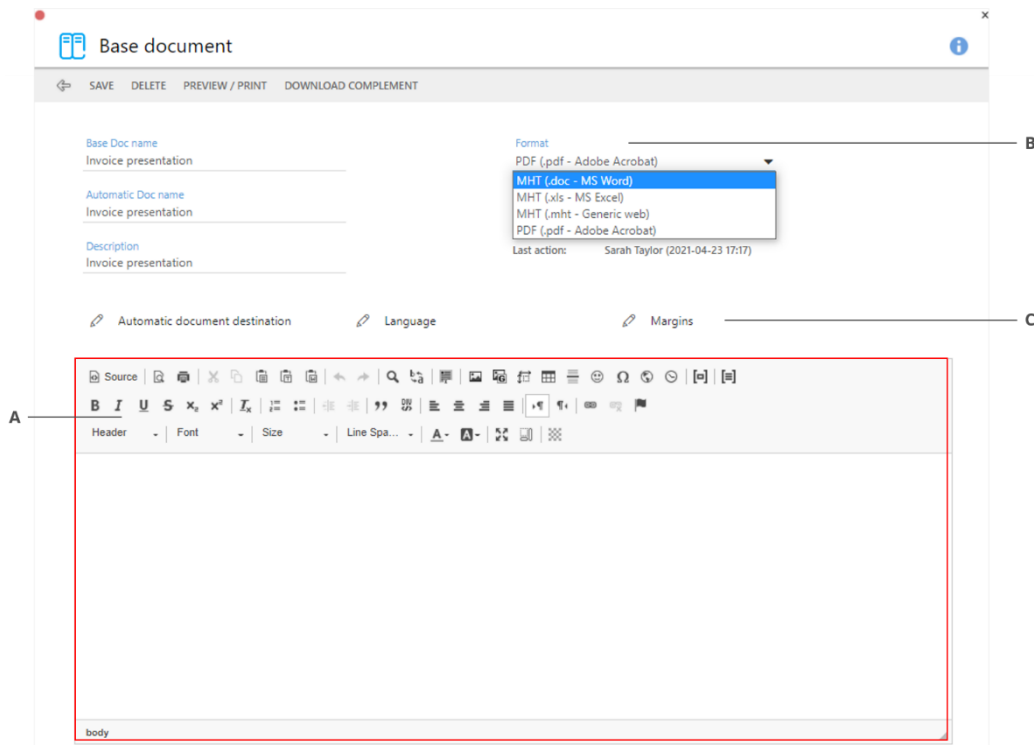 ×
Base document
SAVE DELETE PREVIEW / PRINT DOWNLOAD COMPLEMENT
Base Doc name
Invoice presentation
Automatic Doc name
Invoice presentation
Description
Invoice presentation
Format
B
PDF (.pdf - Adobe Acrobat)
MHT (.doc - MS Word)
MHT (.xls - MS Excel)
MHT (.mht - Generic web)
PDF (.pdf - Adobe Acrobat)
Last action: Sarah Taylor (2021-04-23 17:17)
Automatic document destination Language Margins
C
Source
A
B I U S x₂ x² Iₓ
Header Font Size Line Spa... A A
body